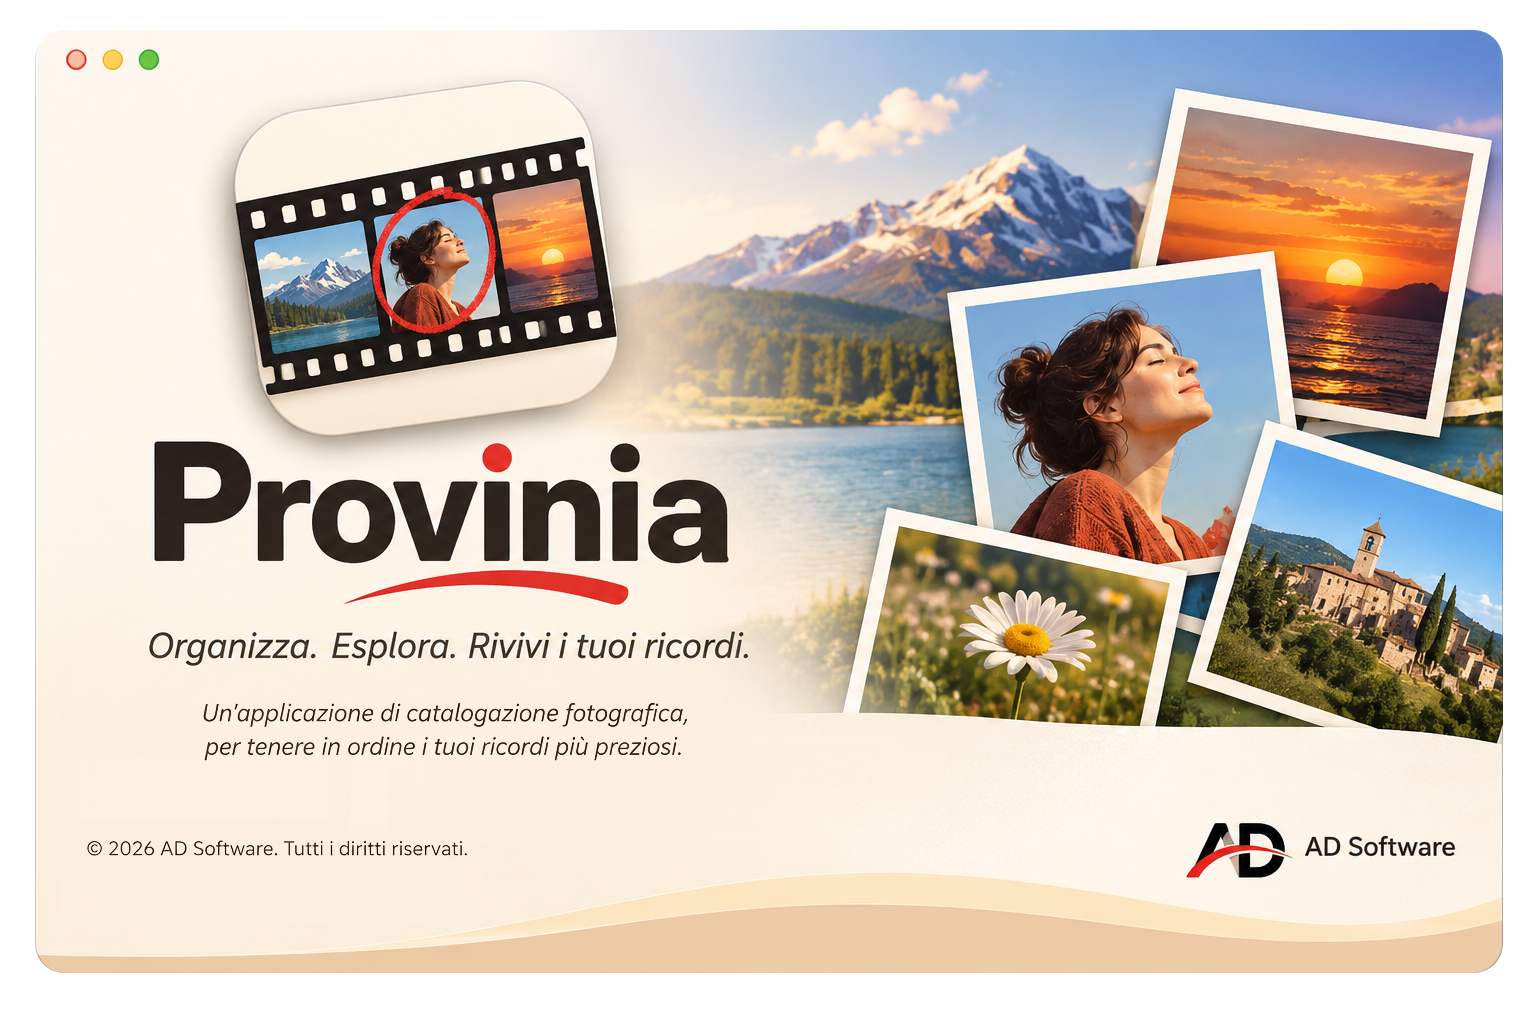 Provinia
Organizza. Esplora. Rivivi i tuoi ricordi.
Un'applicazione di catalogazione fotografica,
per tenere in ordine i tuoi ricordi più preziosi.
© 2026 AD Software. Tutti i diritti riservati.
AD AD Software